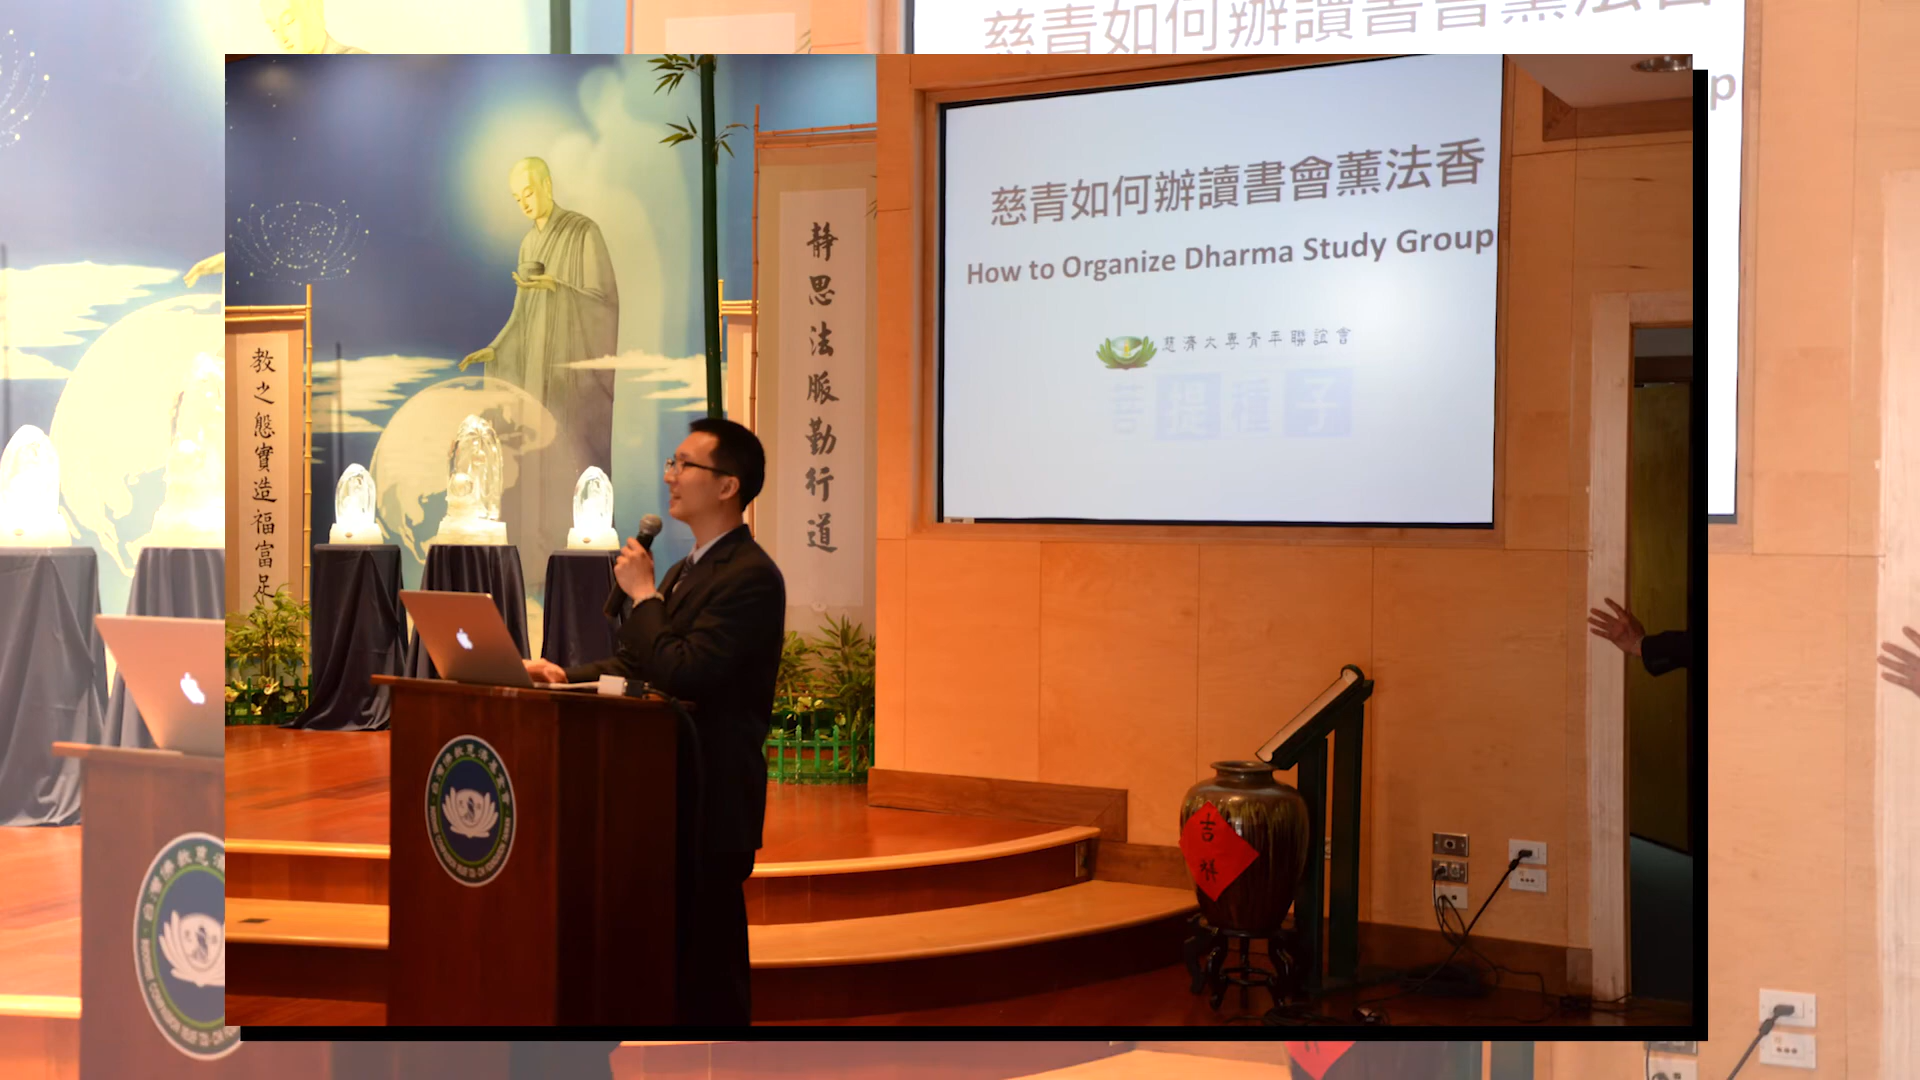 慈青如何辦讀書會薰法香
How to Organize Dharma Study Group
慈濟大專青年聯誼會
菩提種子
靜思法脈勤行道
教之態實造福富足
吉祥